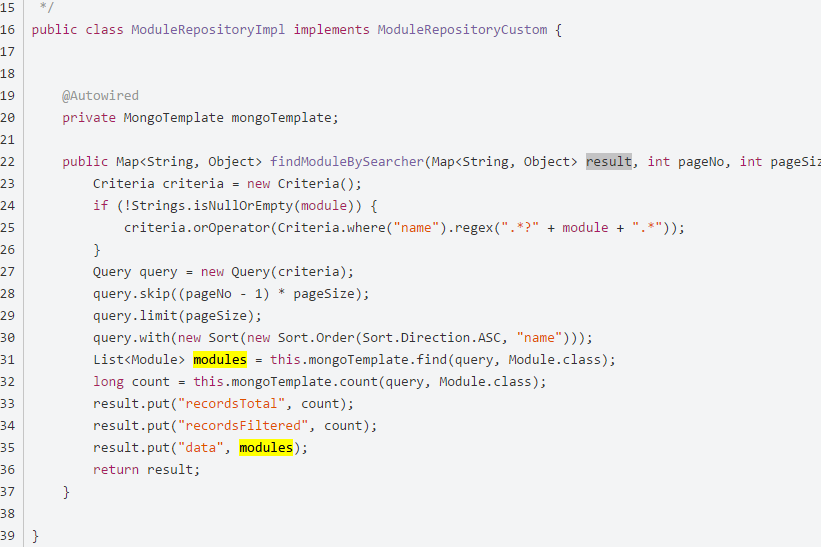 15  */
16 public class ModuleRepositoryImpl implements ModuleRepositoryCustom {
17
18
19     @Autowired
20     private MongoTemplate mongoTemplate;
21
22     public Map<String, Object> findModuleBySearcher(Map<String, Object> result, int pageNo, int pageSiz
23         Criteria criteria = new Criteria();
24         if (!Strings.isNullOrEmpty(module)) {
25             criteria.orOperator(Criteria.where("name").regex(".*?" + module + ".*"));
26         }
27         Query query = new Query(criteria);
28         query.skip((pageNo - 1) * pageSize);
29         query.limit(pageSize);
30         query.with(new Sort(new Sort.Order(Sort.Direction.ASC, "name")));
31         List<Module> modules = this.mongoTemplate.find(query, Module.class);
32         long count = this.mongoTemplate.count(query, Module.class);
33         result.put("recordsTotal", count);
34         result.put("recordsFiltered", count);
35         result.put("data", modules);
36         return result;
37     }
38
39 }